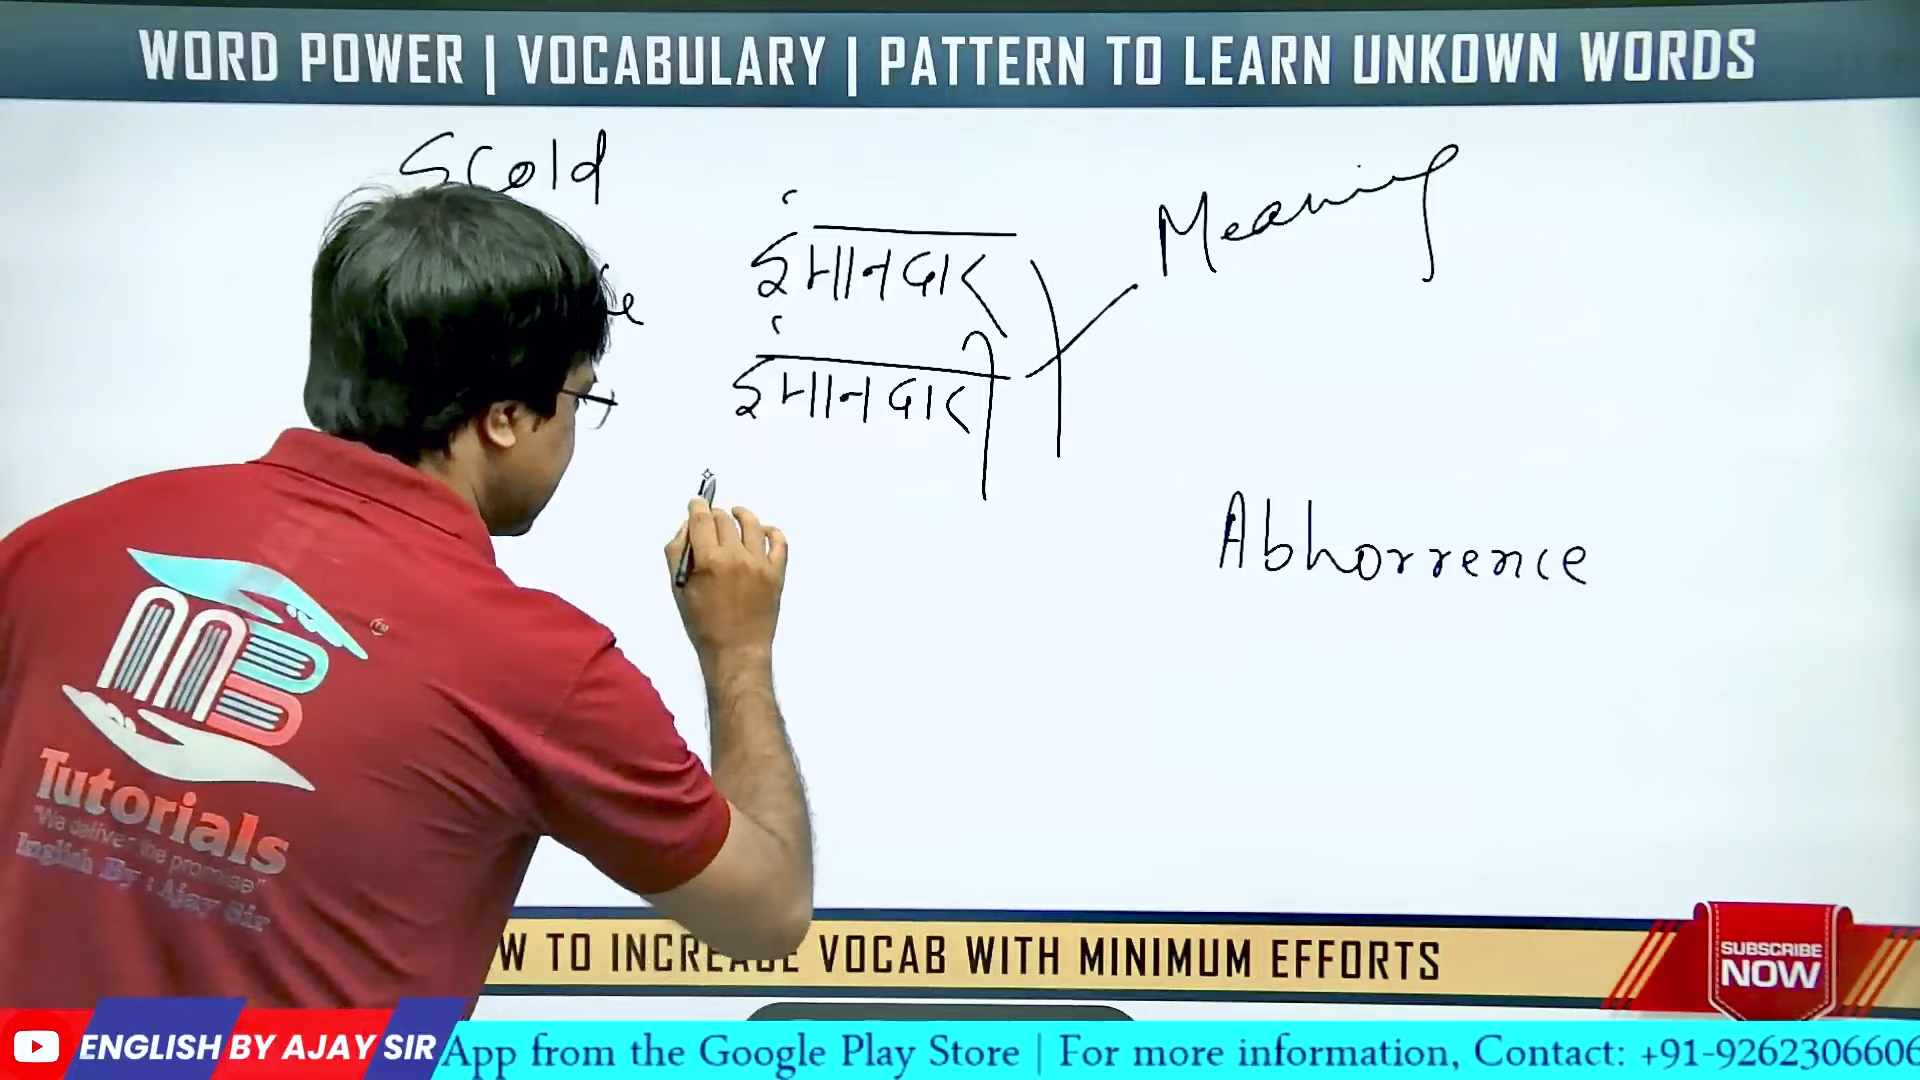 WORD POWER | VOCABULARY | PATTERN TO LEARN UNKOWN WORDS
Scold
Meaning
ईमानदार
ईमानदारी
Abhorrence
TM
Tutorials
"We deliver the promise"
English By : Ajay Sir
W TO INCREASE VOCAB WITH MINIMUM EFFORTS
SUBSCRIBE
NOW
ENGLISH BY AJAY SIR
App from the Google Play Store | For more information, Contact: +91-9262306606